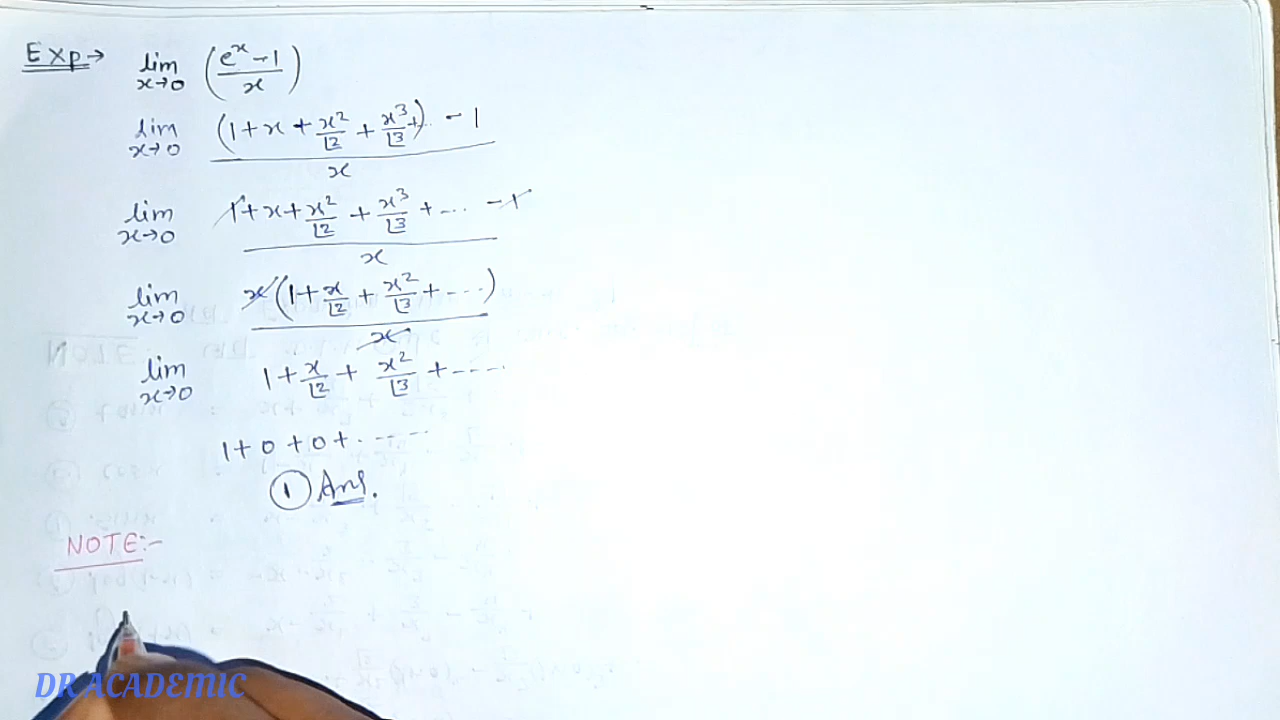 Exp→ lim x→0 (e^x - 1 / x)
lim x→0 (1 + x + x²/⌊2 + x³/⌊3 + ..) - 1 / x
lim x→0 1 + x + x²/⌊2 + x³/⌊3 + .... - 1 / x
lim x→0 x(1 + x/⌊2 + x²/⌊3 + ....) / x
lim x→0 1 + x/⌊2 + x²/⌊3 + ....
1 + 0 + 0 + ......
① Ans.
NOTE:-
DR ACADEMIC